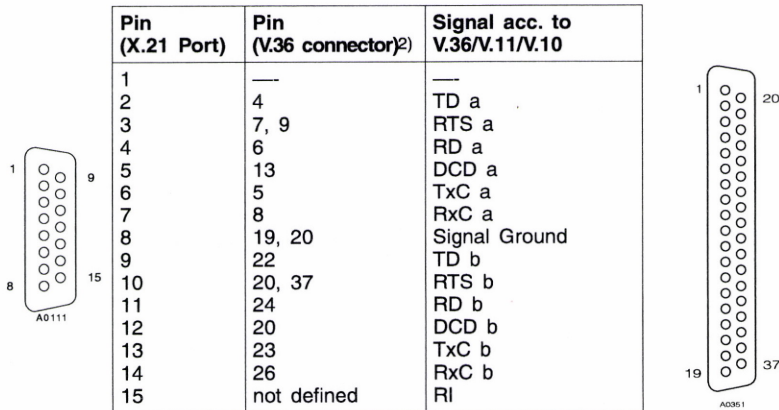 Pin Pin Signal acc. to
(X.21 Port) (V.36 connector)2) V.36/V.11/V.10
1 —- —-
2 4 TD a
3 7, 9 RTS a
4 6 RD a
5 13 DCD a
6 5 TxC a
7 8 RxC a
8 19, 20 Signal Ground
9 22 TD b
10 20, 37 RTS b
11 24 RD b
12 20 DCD b
13 23 TxC b
14 26 RxC b
15 not defined RI
1 9
8 15
A0111
1 20
19 37
A0351